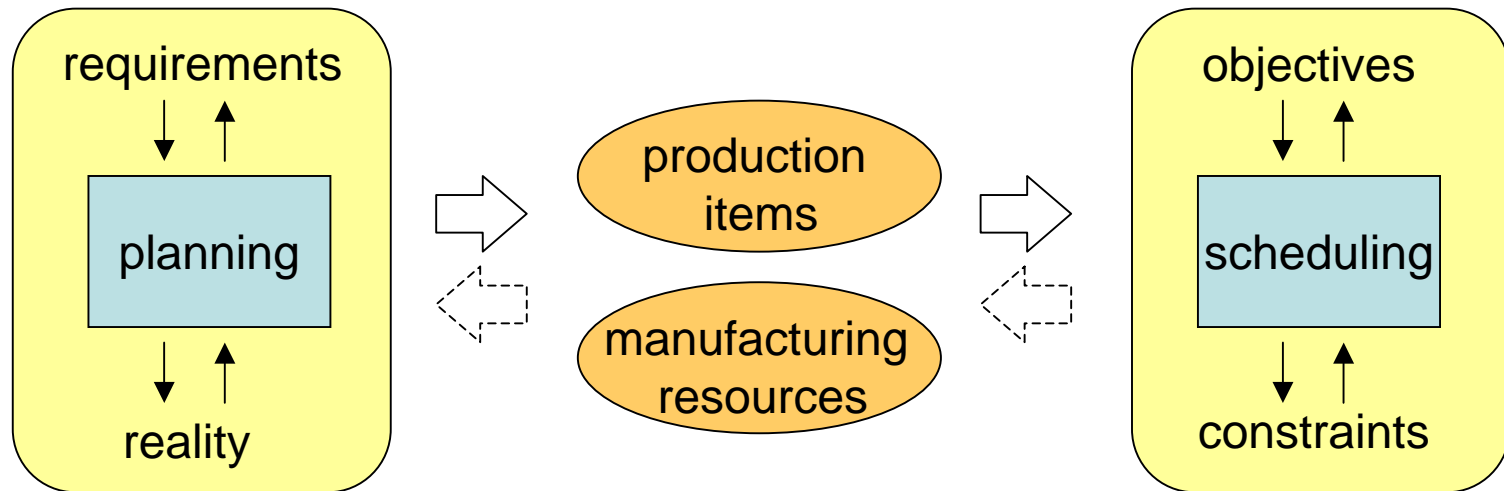 requirements
planning
reality
production
items
manufacturing
resources
objectives
scheduling
constraints